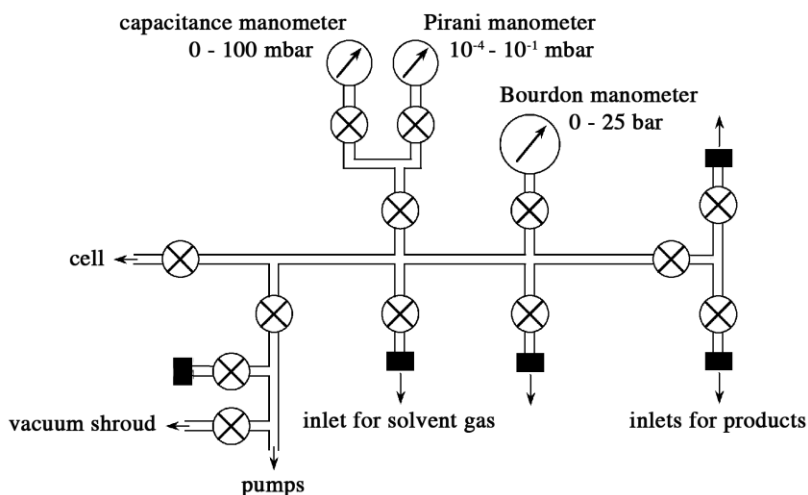 capacitance manometer
0 - 100 mbar
Pirani manometer
10⁻⁴ - 10⁻¹ mbar
Bourdon manometer
0 - 25 bar
cell
vacuum shroud
inlet for solvent gas
inlets for products
pumps